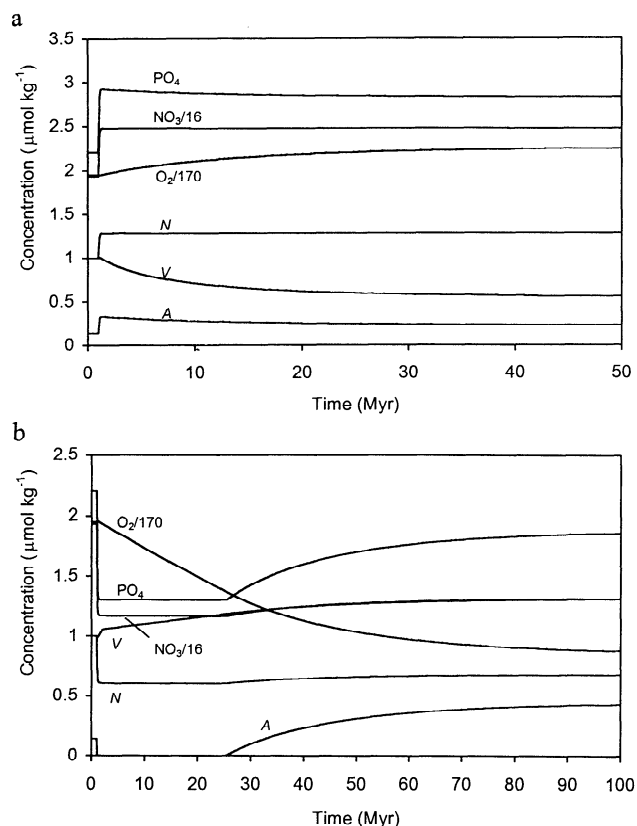 a
Concentration ( μmol kg⁻¹)
3.5
3
2.5
2
1.5
1
0.5
0
PO₄
NO₃/16
O₂/170
N
V
A
0 10 20 30 40 50
Time (Myr)
b
Concentration ( μmol kg⁻¹)
2.5
2
1.5
1
0.5
0
O₂/170
PO₄
V
NO₃/16
N
A
0 10 20 30 40 50 60 70 80 90 100
Time (Myr)